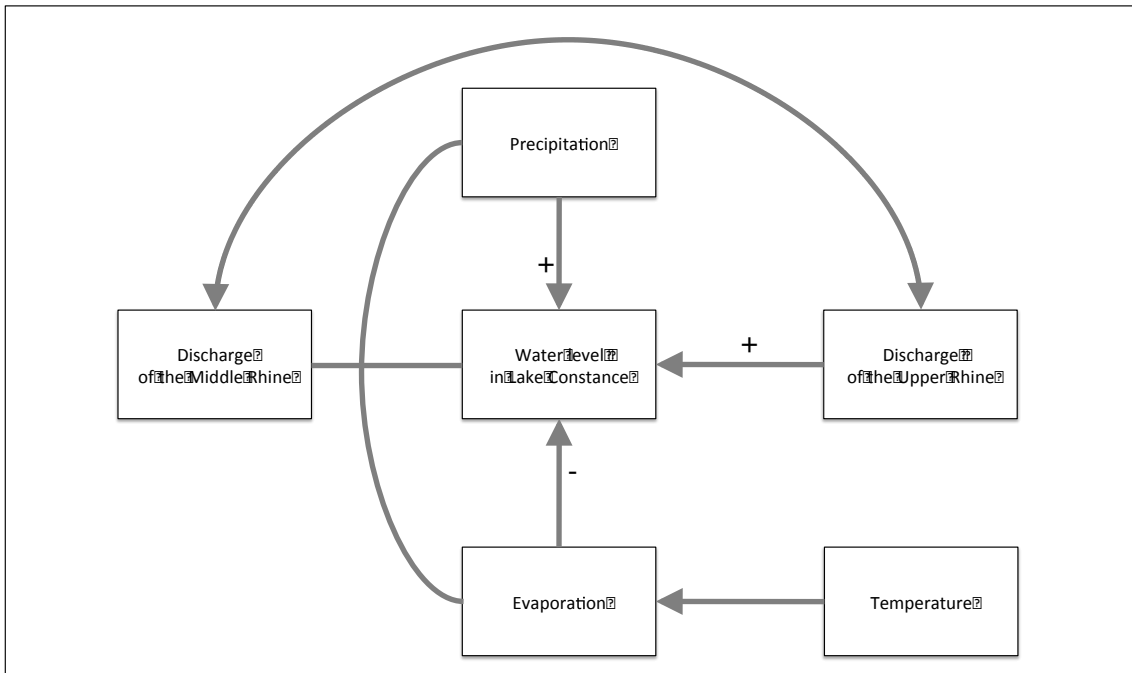 Precipitation
+
Discharge
of the Middle Rhine
Water level
in Lake Constance
+
Discharge
of the Upper Rhine
-
Evaporation
Temperature